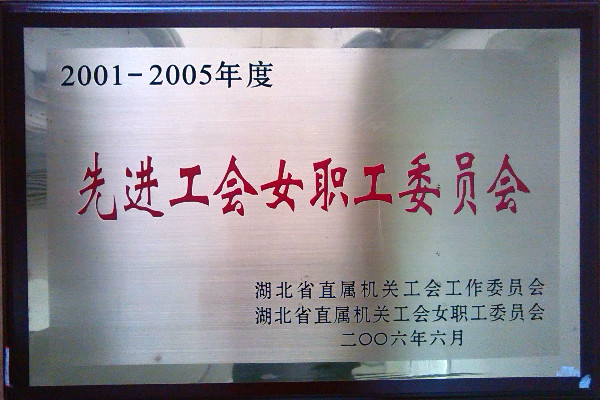 2001-2005年度
先进工会女职工委员会
湖北省直属机关工会工作委员会
湖北省直属机关工会女职工委员会
二〇〇六年六月